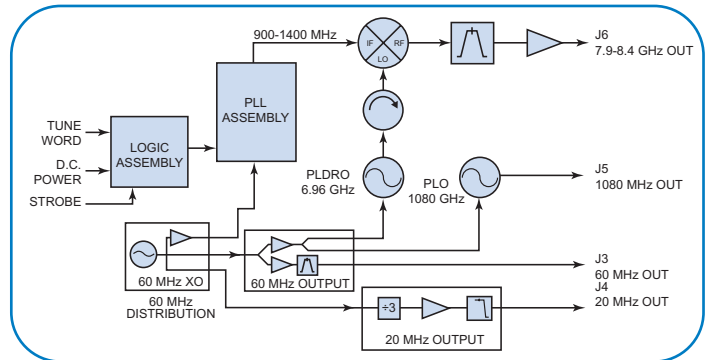 900-1400 MHz
IF
RF
LO
J6
7.9-8.4 GHz OUT
PLL
ASSEMBLY
TUNE
WORD
LOGIC
ASSEMBLY
D.C.
POWER
STROBE
PLDRO
6.96 GHz
PLO
1080 GHz
J5
1080 MHz OUT
60 MHz XO
60 MHz
DISTRIBUTION
60 MHz OUTPUT
J3
60 MHz OUT
J4
20 MHz OUT
÷3
20 MHz OUTPUT